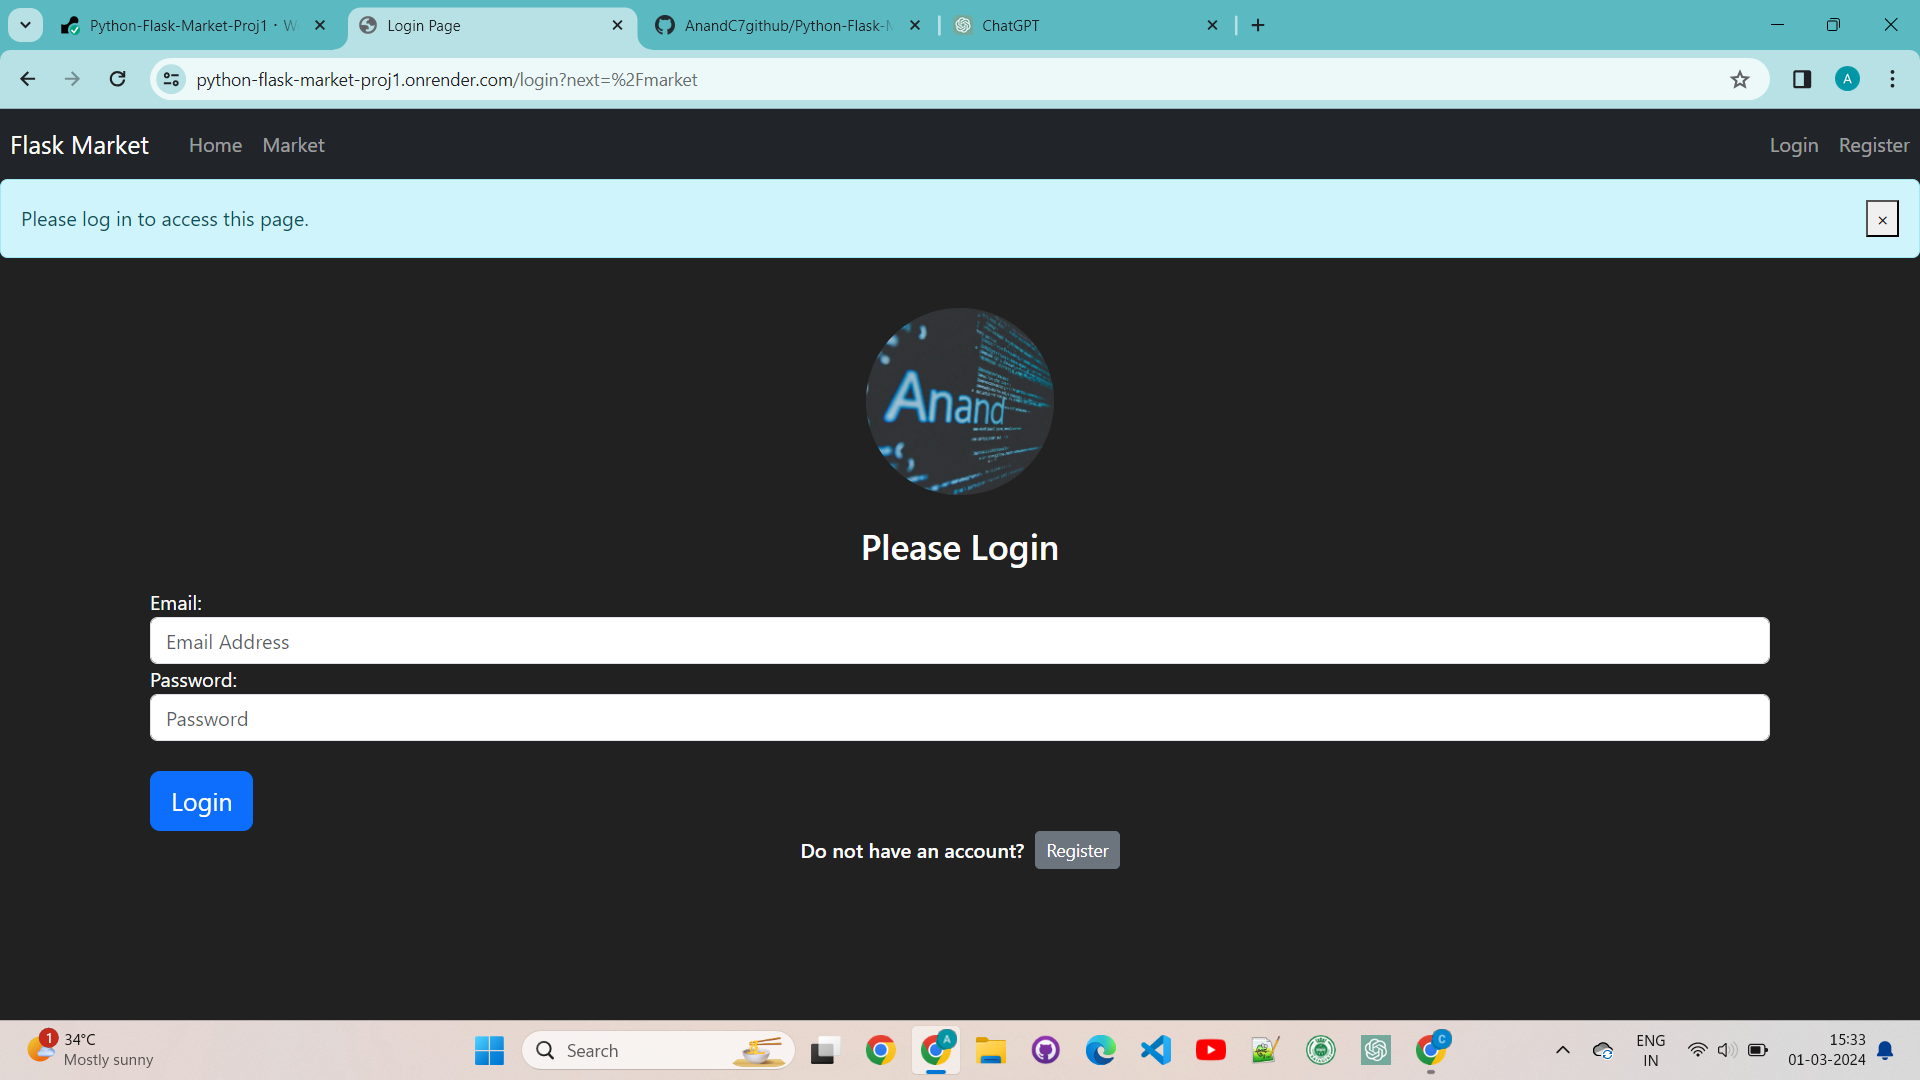 Python-Flask-Market-Proj1 · W
Login Page
AnandC7github/Python-Flask-
ChatGPT
python-flask-market-proj1.onrender.com/login?next=%2Fmarket
A
Flask Market
Home
Market
Login
Register
Please log in to access this page.
×
Anand
Please Login
Email:
Email Address
Password:
Password
Login
Do not have an account?
Register
1
34°C
Mostly sunny
Search
A
C
ENG
IN
15:33
01-03-2024